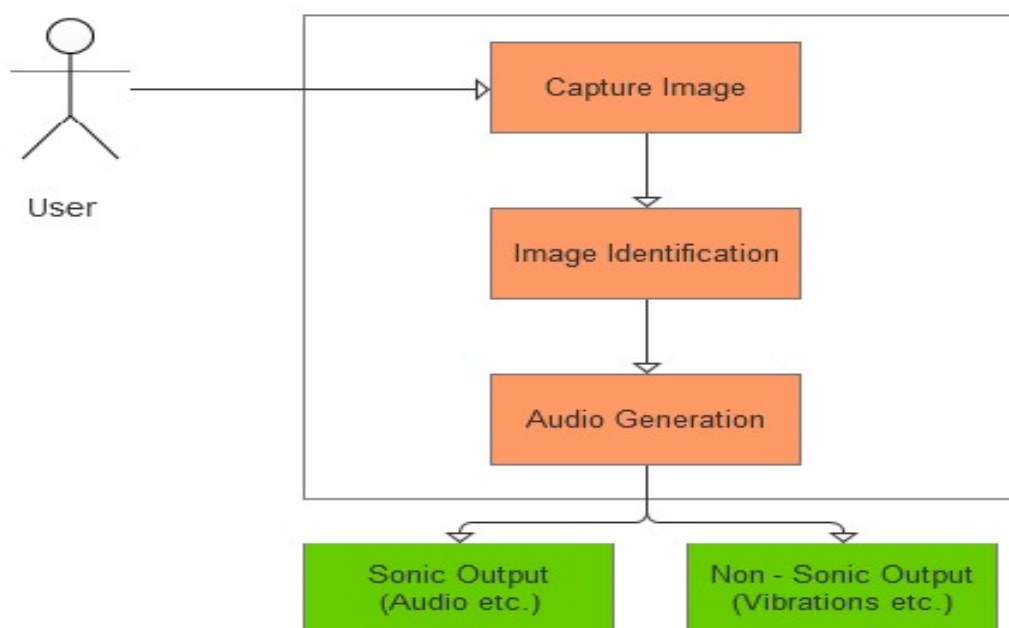 Capture Image
User
Image Identification
Audio Generation
Sonic Output
(Audio etc.)
Non - Sonic Output
(Vibrations etc.)